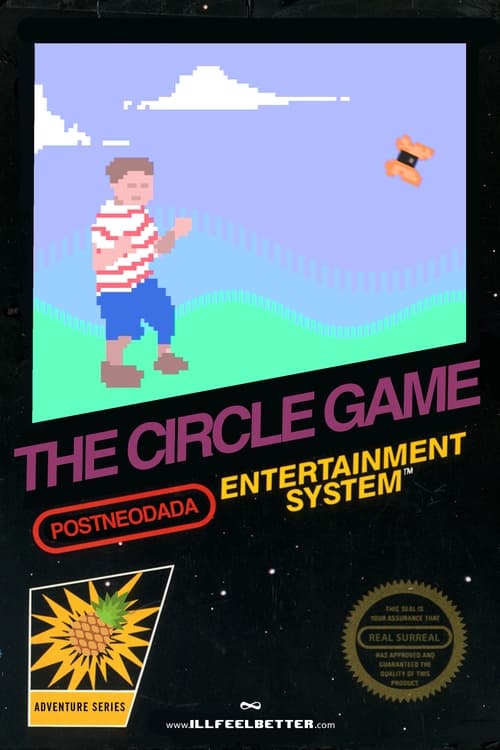 THE CIRCLE GAME
POSTNEODADA
ENTERTAINMENT
SYSTEM™
ADVENTURE SERIES
THIS SEAL IS
YOUR ASSURANCE THAT
REAL SURREAL
HAS APPROVED AND
GUARANTEED THE
QUALITY OF THIS
PRODUCT.
www.ILLFEELBETTER.com